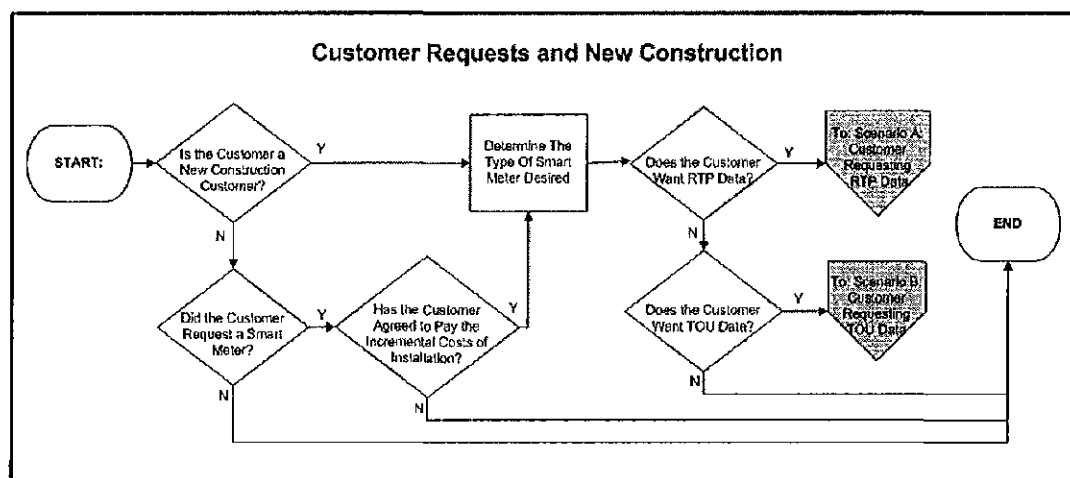 Customer Requests and New Construction
START:
Is the Customer a
New Construction
Customer?
Y
N
Determine The
Type Of Smart
Meter Desired
Does the Customer
Want RTP Data?
Y
N
To: Scenario A:
Customer
Requesting
RTP Data
END
Did the Customer
Request a Smart
Meter?
Y
N
Has the Customer
Agreed to Pay the
Incremental Costs of
Installation?
Y
N
Does the Customer
Want TOU Data?
Y
N
To: Scenario B:
Customer
Requesting
TOU Data